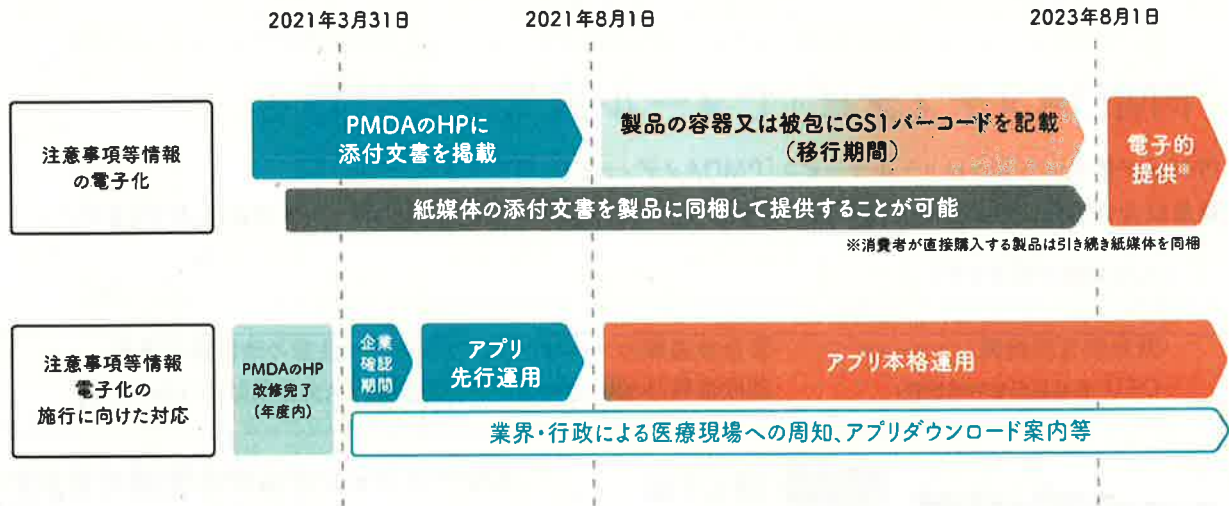 2021年3月31日
2021年8月1日
2023年8月1日
注意事項等情報
の電子化
PMDAのHPに
添付文書を掲載
製品の容器又は被包にGS1バーコードを記載
（移行期間）
電子的
提供※
紙媒体の添付文書を製品に同梱して提供することが可能
※消費者が直接購入する製品は引き続き紙媒体を同梱
注意事項等情報
電子化の
施行に向けた対応
PMDAのHP
改修完了
（年度内）
企業
確認
期間
アプリ
先行運用
アプリ本格運用
業界・行政による医療現場への周知、アプリダウンロード案内等